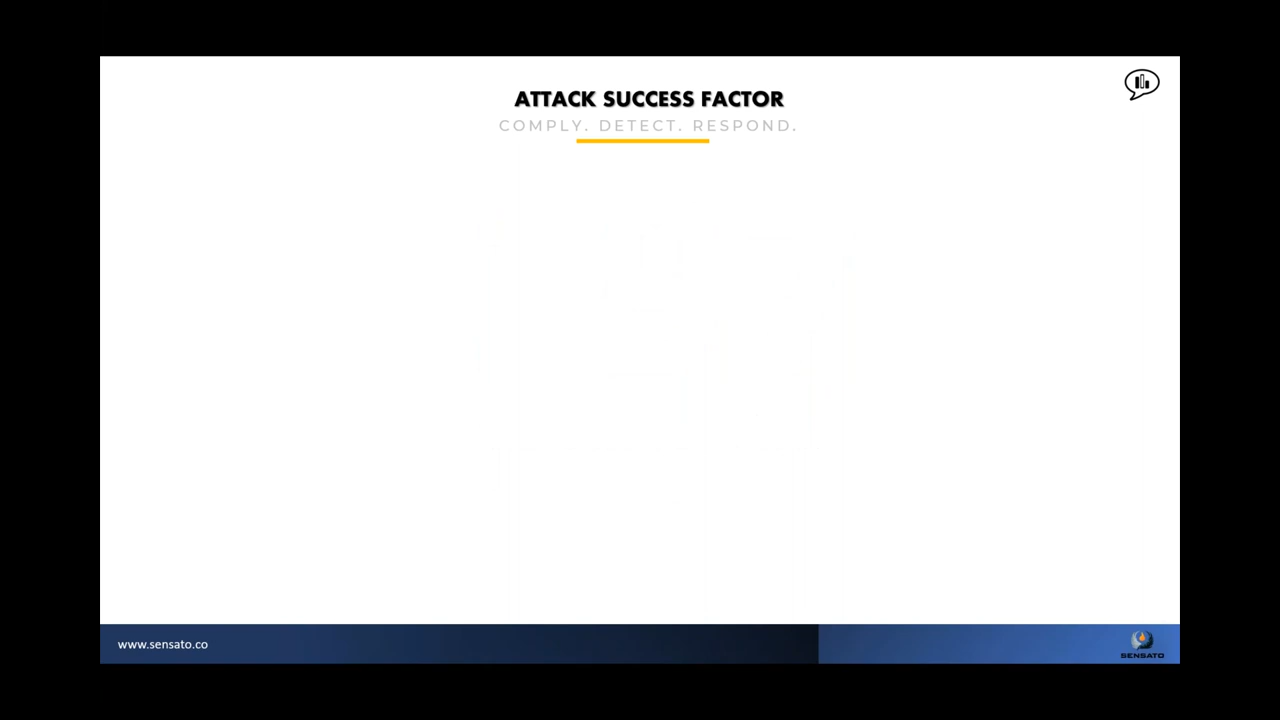 ATTACK SUCCESS FACTOR
COMPLY. DETECT. RESPOND.
www.sensato.co
SENSATO